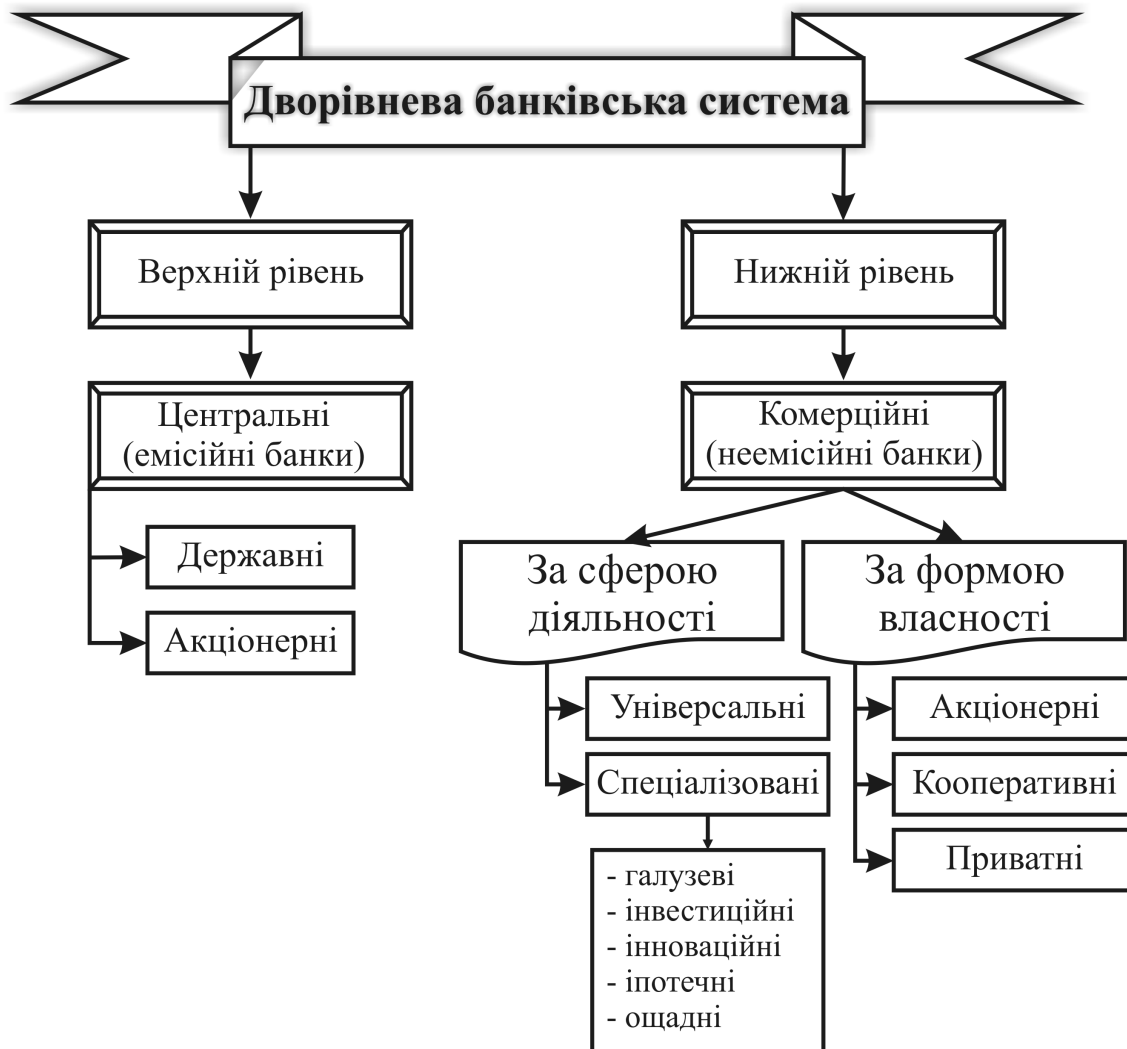 Дворівнева банківська система
Верхній рівень
Нижній рівень
Центральні
(емісійні банки)
Комерційні
(неемісійні банки)
Державні
Акціонерні
За сферою
діяльності
За формою
власності
Універсальні
Спеціалізовані
- галузеві
- інвестиційні
- інноваційні
- іпотечні
- ощадні
Акціонерні
Кооперативні
Приватні